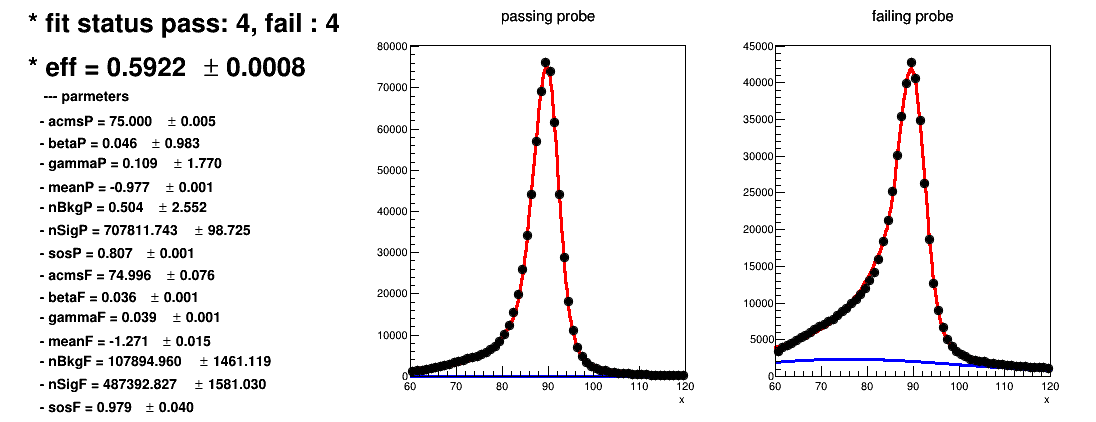 * fit status pass: 4, fail : 4
* eff = 0.5922 ± 0.0008
--- parmeters
- acmsP = 75.000 ± 0.005
- betaP = 0.046 ± 0.983
- gammaP = 0.109 ± 1.770
- meanP = -0.977 ± 0.001
- nBkgP = 0.504 ± 2.552
- nSigP = 707811.743 ± 98.725
- sosP = 0.807 ± 0.001
- acmsF = 74.996 ± 0.076
- betaF = 0.036 ± 0.001
- gammaF = 0.039 ± 0.001
- meanF = -1.271 ± 0.015
- nBkgF = 107894.960 ± 1461.119
- nSigF = 487392.827 ± 1581.030
- sosF = 0.979 ± 0.040
passing probe
80000
70000
60000
50000
40000
30000
20000
10000
0
60 70 80 90 100 110 120
x
failing probe
45000
40000
35000
30000
25000
20000
15000
10000
5000
0
60 70 80 90 100 110 120
x